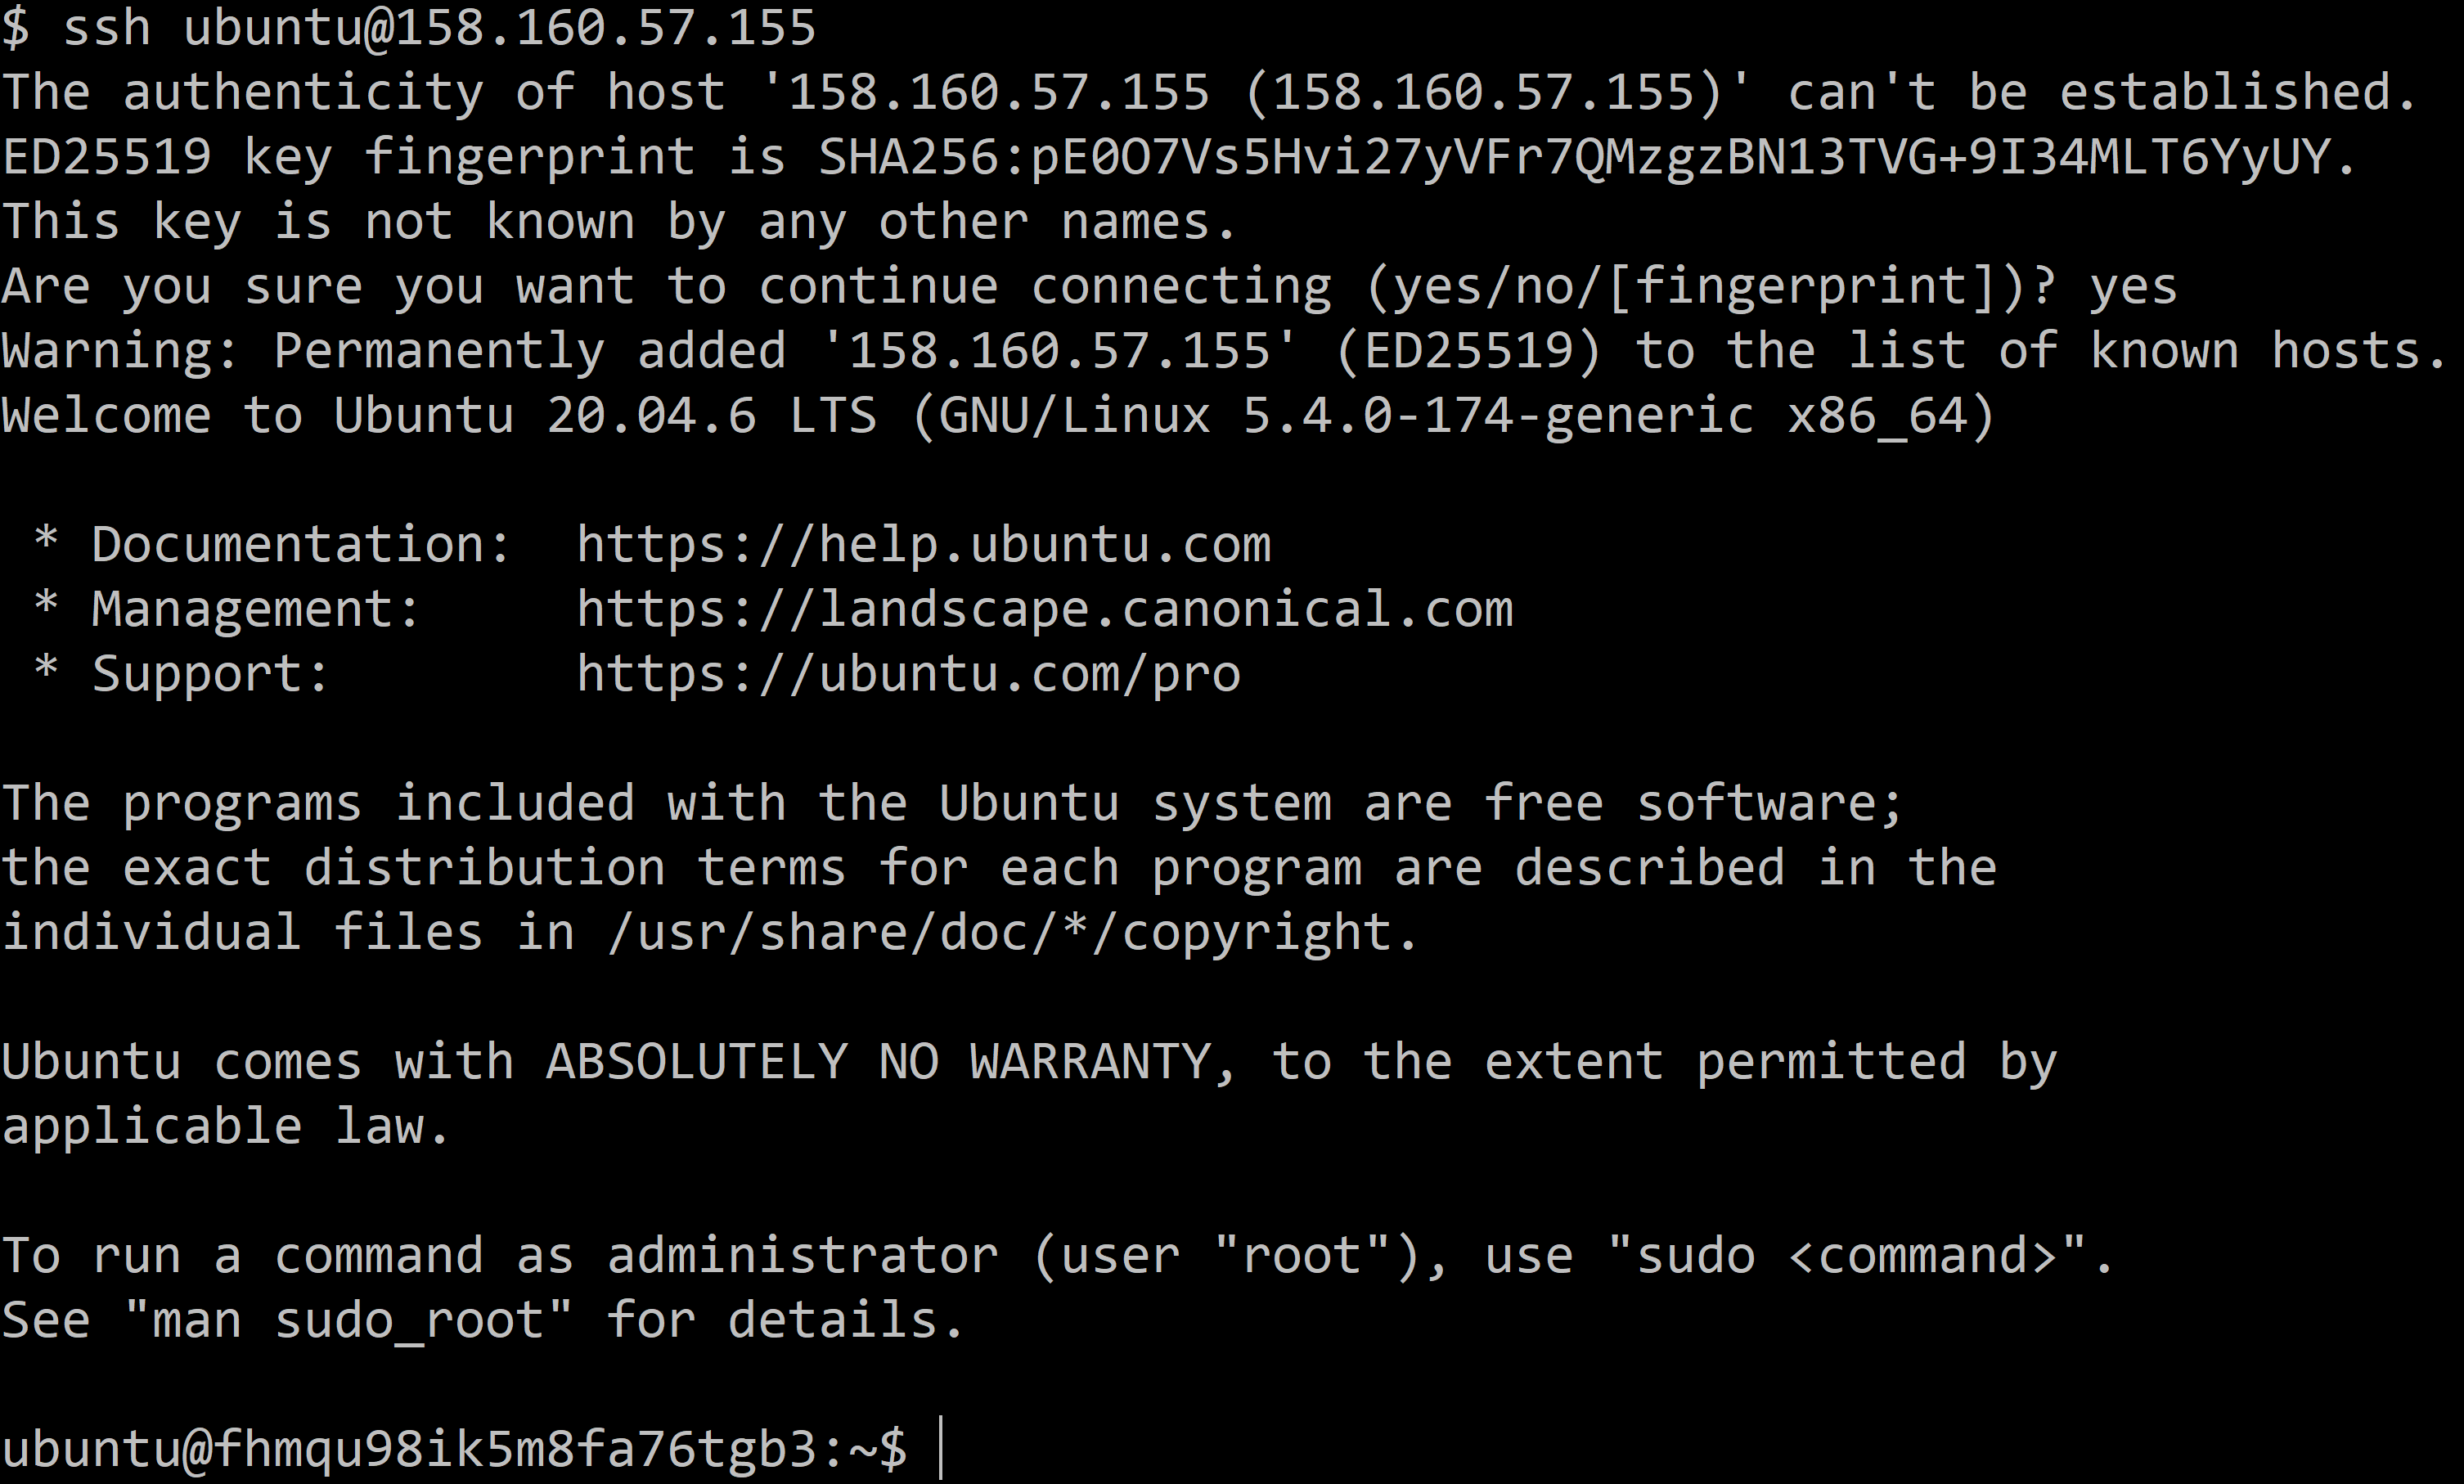 $ ssh ubuntu@158.160.57.155
The authenticity of host '158.160.57.155 (158.160.57.155)' can't be established.
ED25519 key fingerprint is SHA256:pE0O7Vs5Hvi27yVFr7QMzgzBN13TVG+9I34MLT6YyUY.
This key is not known by any other names.
Are you sure you want to continue connecting (yes/no/[fingerprint])? yes
Warning: Permanently added '158.160.57.155' (ED25519) to the list of known hosts.
Welcome to Ubuntu 20.04.6 LTS (GNU/Linux 5.4.0-174-generic x86_64)

 * Documentation:  https://help.ubuntu.com
 * Management:     https://landscape.canonical.com
 * Support:        https://ubuntu.com/pro

The programs included with the Ubuntu system are free software;
the exact distribution terms for each program are described in the
individual files in /usr/share/doc/*/copyright.

Ubuntu comes with ABSOLUTELY NO WARRANTY, to the extent permitted by
applicable law.

To run a command as administrator (user "root"), use "sudo <command>".
See "man sudo_root" for details.

ubuntu@fhmqu98ik5m8fa76tgb3:~$